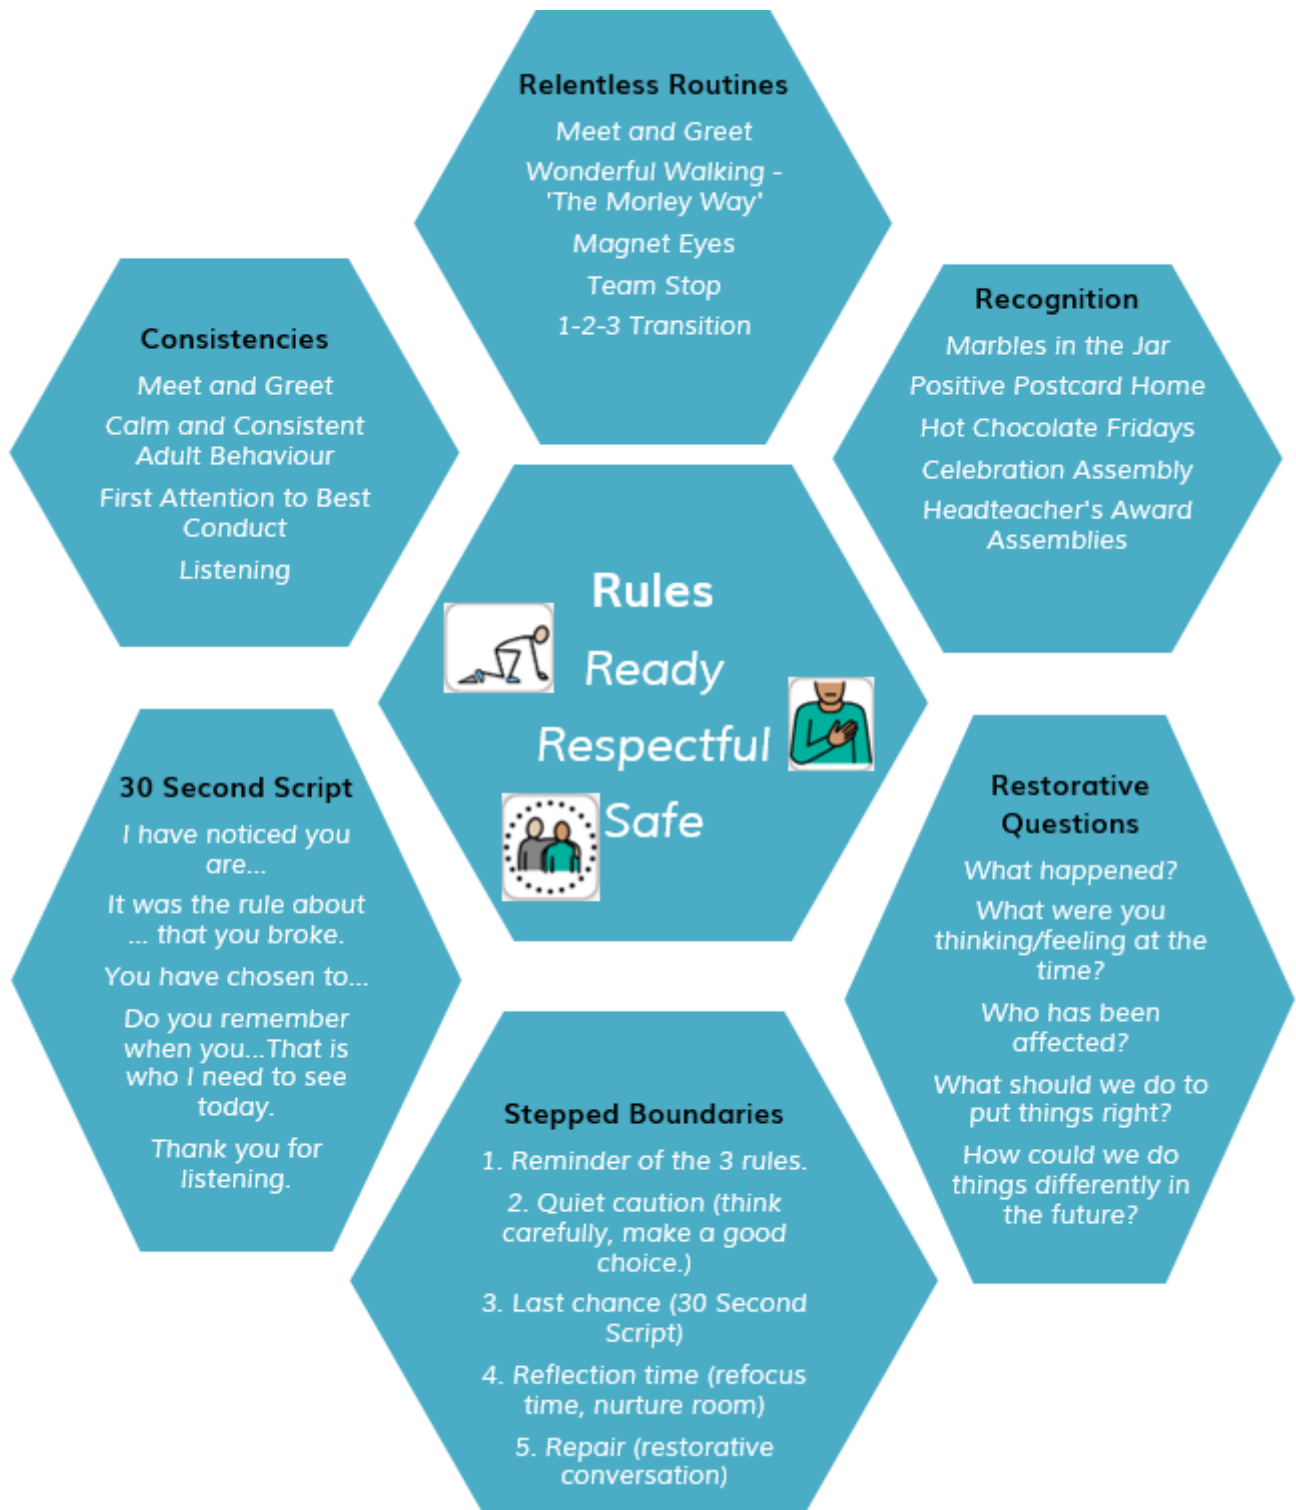 Relentless Routines
Meet and Greet
Wonderful Walking -
'The Morley Way'
Magnet Eyes
Team Stop
1-2-3 Transition
Consistencies
Meet and Greet
Calm and Consistent
Adult Behaviour
First Attention to Best
Conduct
Listening
Recognition
Marbles in the Jar
Positive Postcard Home
Hot Chocolate Fridays
Celebration Assembly
Headteacher's Award
Assemblies
Rules
Ready
Respectful
Safe
30 Second Script
I have noticed you
are...
It was the rule about
... that you broke.
You have chosen to...
Do you remember
when you...That is
who I need to see
today.
Thank you for
listening.
Restorative
Questions
What happened?
What were you
thinking/feeling at the
time?
Who has been
affected?
What should we do to
put things right?
How could we do
things differently in
the future?
Stepped Boundaries
1. Reminder of the 3 rules.
2. Quiet caution (think
carefully, make a good
choice.)
3. Last chance (30 Second
Script)
4. Reflection time (refocus
time, nurture room)
5. Repair (restorative
conversation)